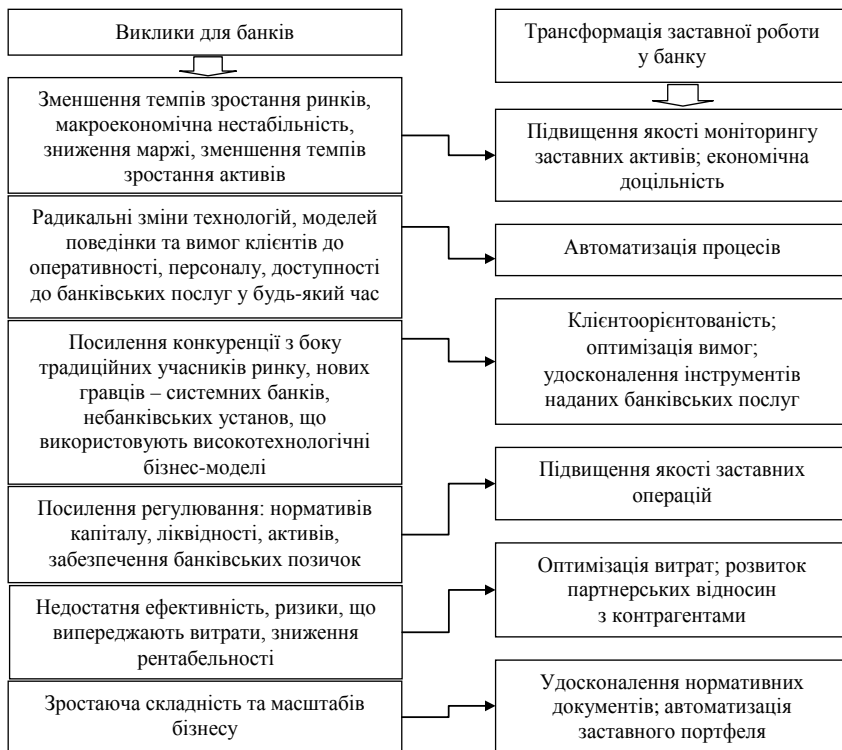 Виклики для банків
Зменшення темпів зростання ринків,
макроекономічна нестабільність,
зниження маржі, зменшення темпів
зростання активів
Радикальні зміни технологій, моделей
поведінки та вимог клієнтів до
оперативності, персоналу, доступності
до банківських послуг у будь-який час
Посилення конкуренції з боку
традиційних учасників ринку, нових
гравців – системних банків,
небанківських установ, що
використовують високотехнологічні
бізнес-моделі
Посилення регулювання: нормативів
капіталу, ліквідності, активів,
забезпечення банківських позичок
Недостатня ефективність, ризики, що
випереджають витрати, зниження
рентабельності
Зростаюча складність та масштабів
бізнесу
Трансформація заставної роботи
у банку
Підвищення якості моніторингу
заставних активів; економічна
доцільність
Автоматизація процесів
Клієнтоорієнтованість;
оптимізація вимог;
удосконалення інструментів
наданих банківських послуг
Підвищення якості заставних
операцій
Оптимізація витрат; розвиток
партнерських відносин
з контрагентами
Удосконалення нормативних
документів; автоматизація
заставного портфеля